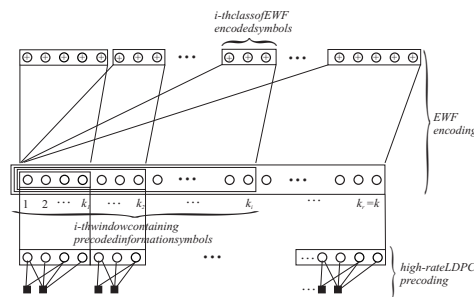 i-thclassofEWF
encodedsymbols
... ...
EWF
encoding
... ... ...
1 2 ... k1 ... k2 ... ki ... kr=k
i-thwindowcontaining
precodedinformationsymbols
... ...
high-rateLDPC
precoding
...